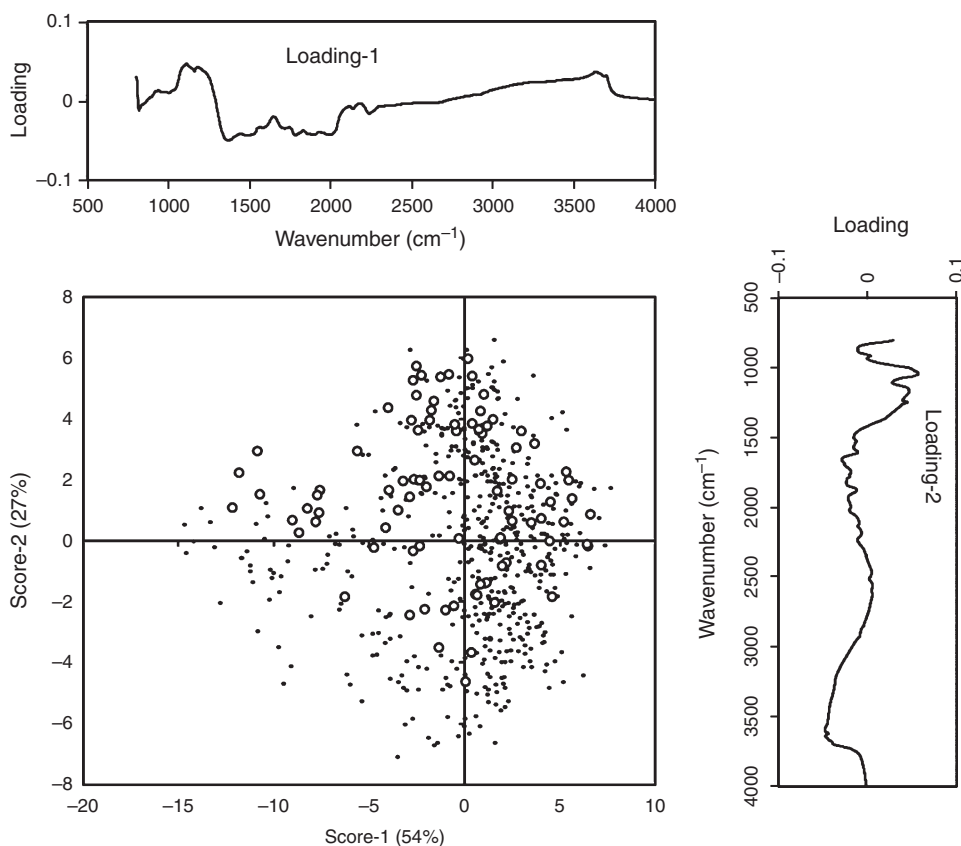 0.1
Loading
0
–0.1
Loading-1
500 1000 1500 2000 2500 3000 3500 4000
Wavenumber (cm⁻¹)
Loading
–0.1 0 0.1
500
1000
1500
2000
2500
3000
3500
4000
Wavenumber (cm⁻¹)
Loading-2
8
6
4
2
0
–2
–4
–6
–8
Score-2 (27%)
–20 –15 –10 –5 0 5 10
Score-1 (54%)